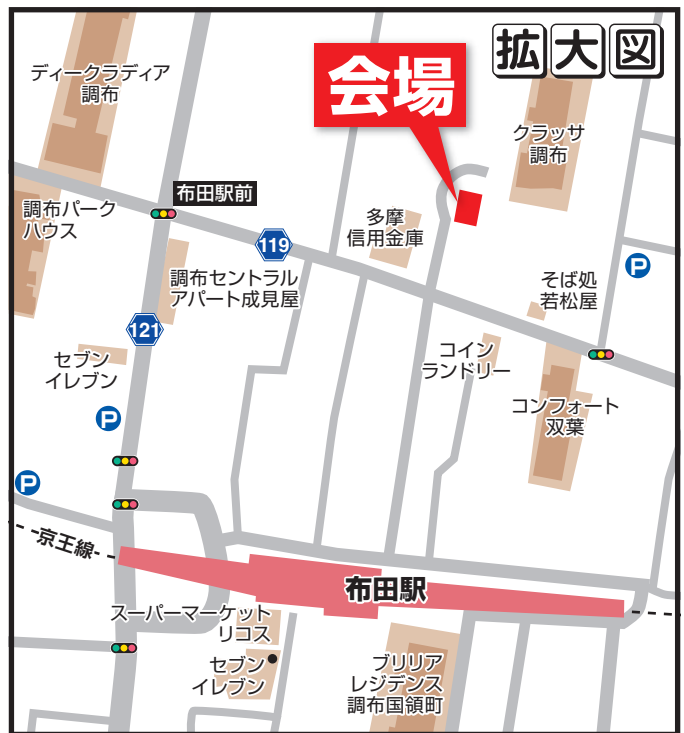 拡大図
会場
ディークラディア
調布
クラッサ
調布
布田駅前
調布パーク
ハウス
多摩
信用金庫
119
P
調布セントラル
アパート成見屋
そば処
若松屋
121
セブン
イレブン
コイン
ランドリー
コンフォート
双葉
P
P
京王線
布田駅
スーパーマーケット
リコス
セブン
イレブン
ブリリア
レジデンス
調布国領町